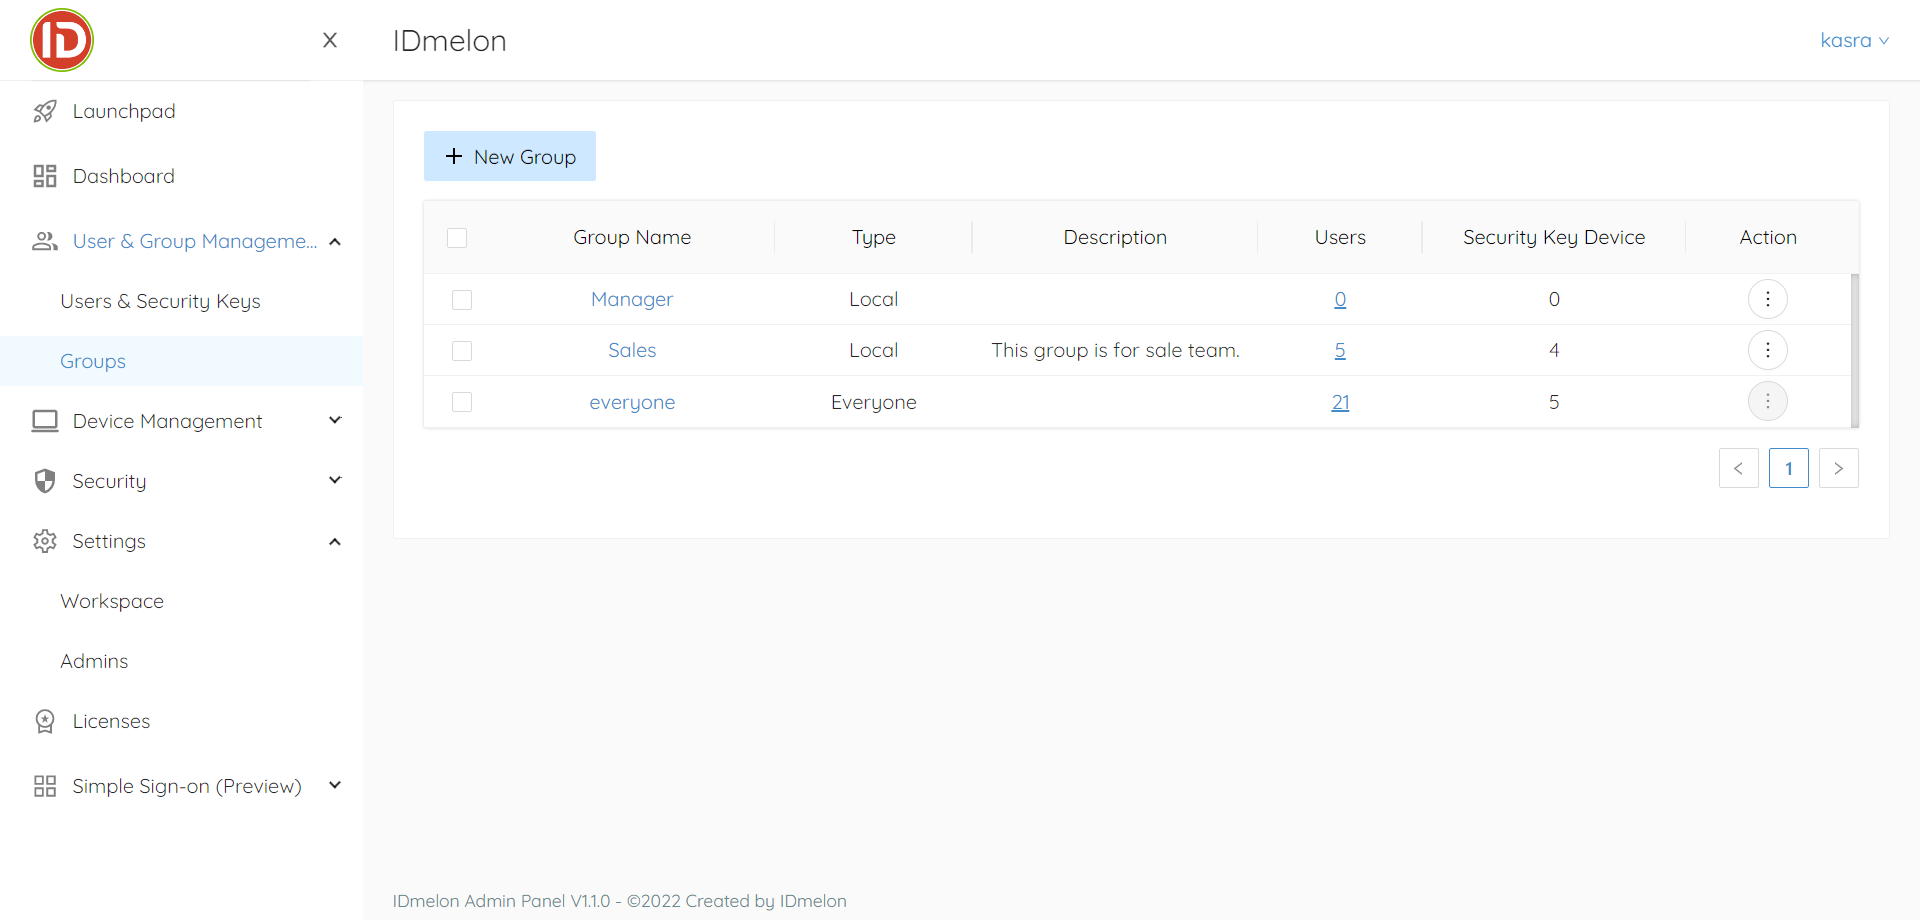 ID
IDmelon
kasra
Launchpad
Dashboard
User & Group Manageme...
Users & Security Keys
Groups
Device Management
Security
Settings
Workspace
Admins
Licenses
Simple Sign-on (Preview)
+ New Group
Group Name Type Description Users Security Key Device Action
Manager Local 0 0
Sales Local This group is for sale team. 5 4
everyone Everyone 21 5
< 1 >
IDmelon Admin Panel V1.1.0 - ©2022 Created by IDmelon